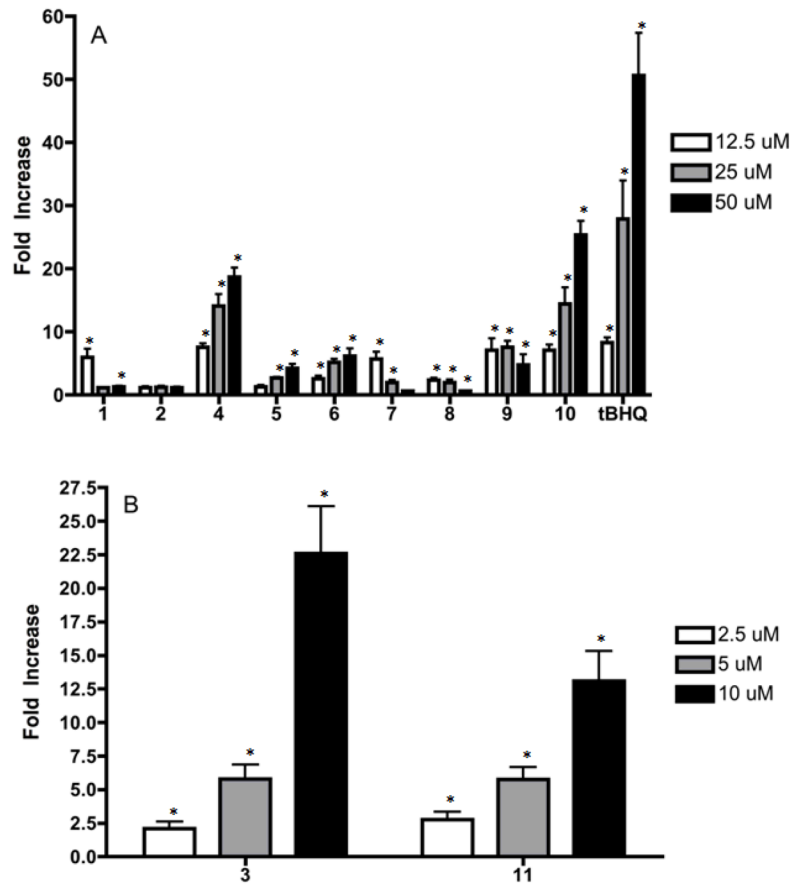 A
60
50
40
30
20
10
0
Fold Increase
* * * * * * * * * * * * * * * * * * * * * * *
1 2 4 5 6 7 8 9 10 tBHQ
12.5 uM
25 uM
50 uM
B
27.5
25.0
22.5
20.0
17.5
15.0
12.5
10.0
7.5
5.0
2.5
0.0
Fold Increase
* * * * * *
3 11
2.5 uM
5 uM
10 uM